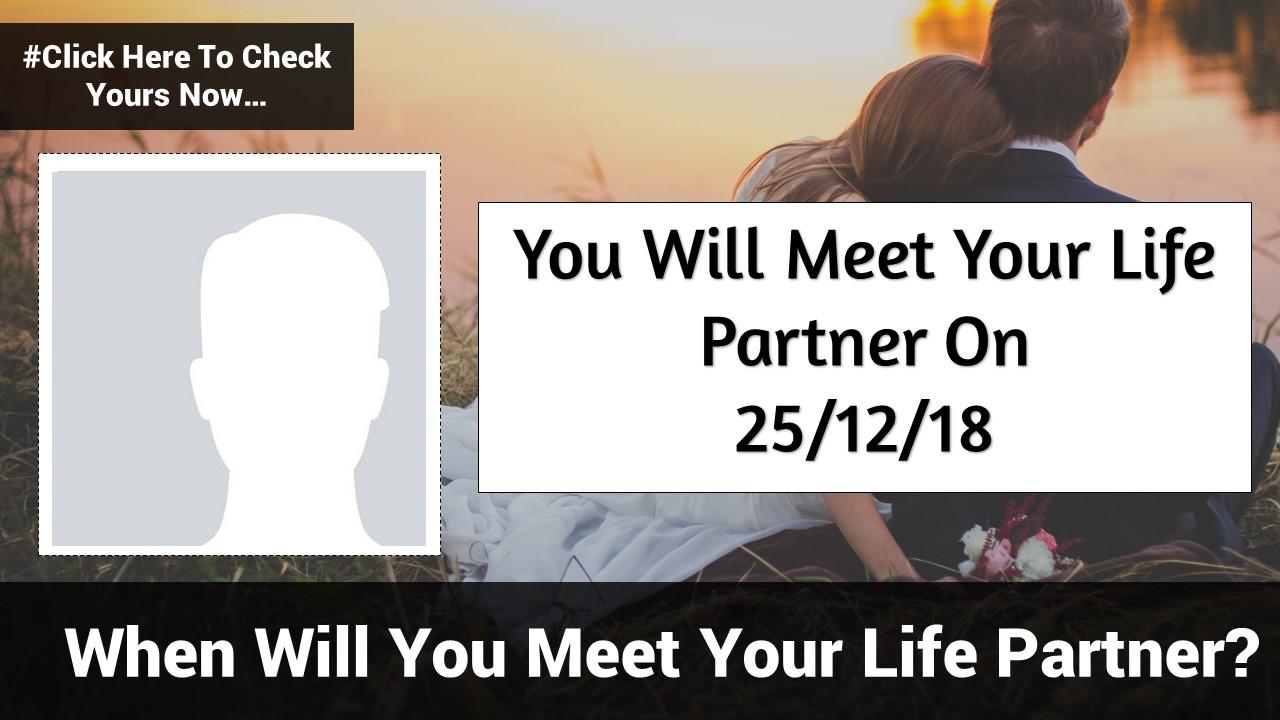 #Click Here To Check
Yours Now...
You Will Meet Your Life
Partner On
25/12/18
When Will You Meet Your Life Partner?